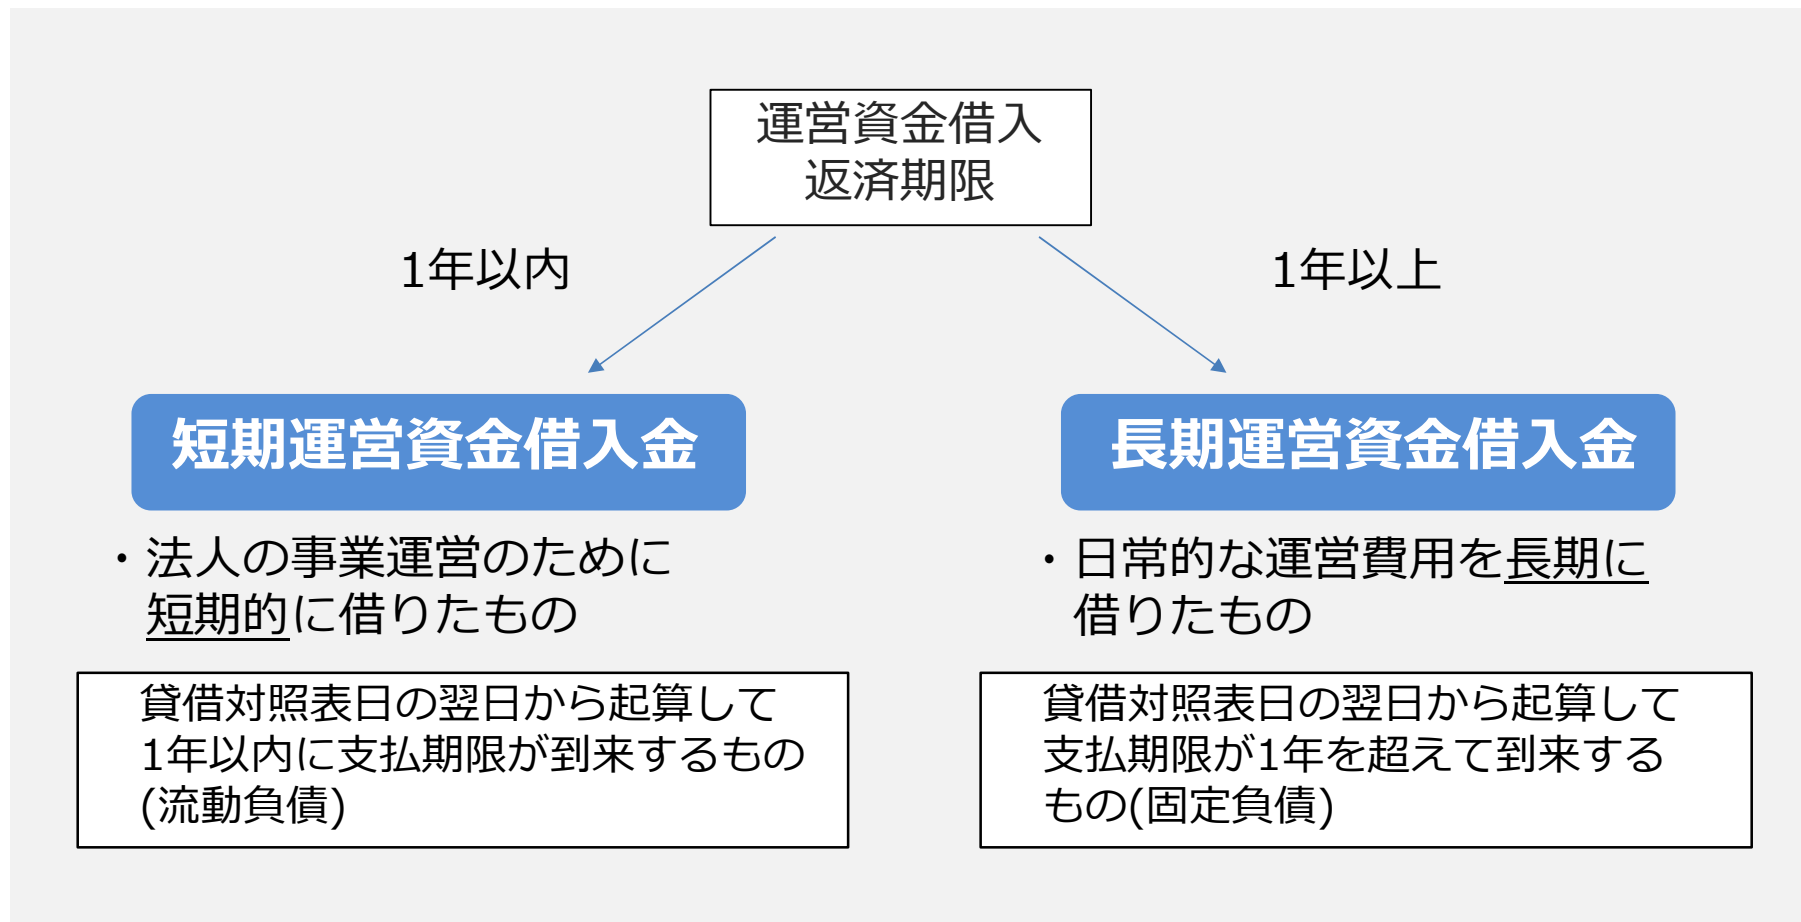 運営資金借入
返済期限
1年以内
1年以上
短期運営資金借入金
・法人の事業運営のために
短期的に借りたもの
貸借対照表日の翌日から起算して
1年以内に支払期限が到来するもの
(流動負債)
長期運営資金借入金
・日常的な運営費用を長期に
借りたもの
貸借対照表日の翌日から起算して
支払期限が1年を超えて到来する
もの(固定負債)